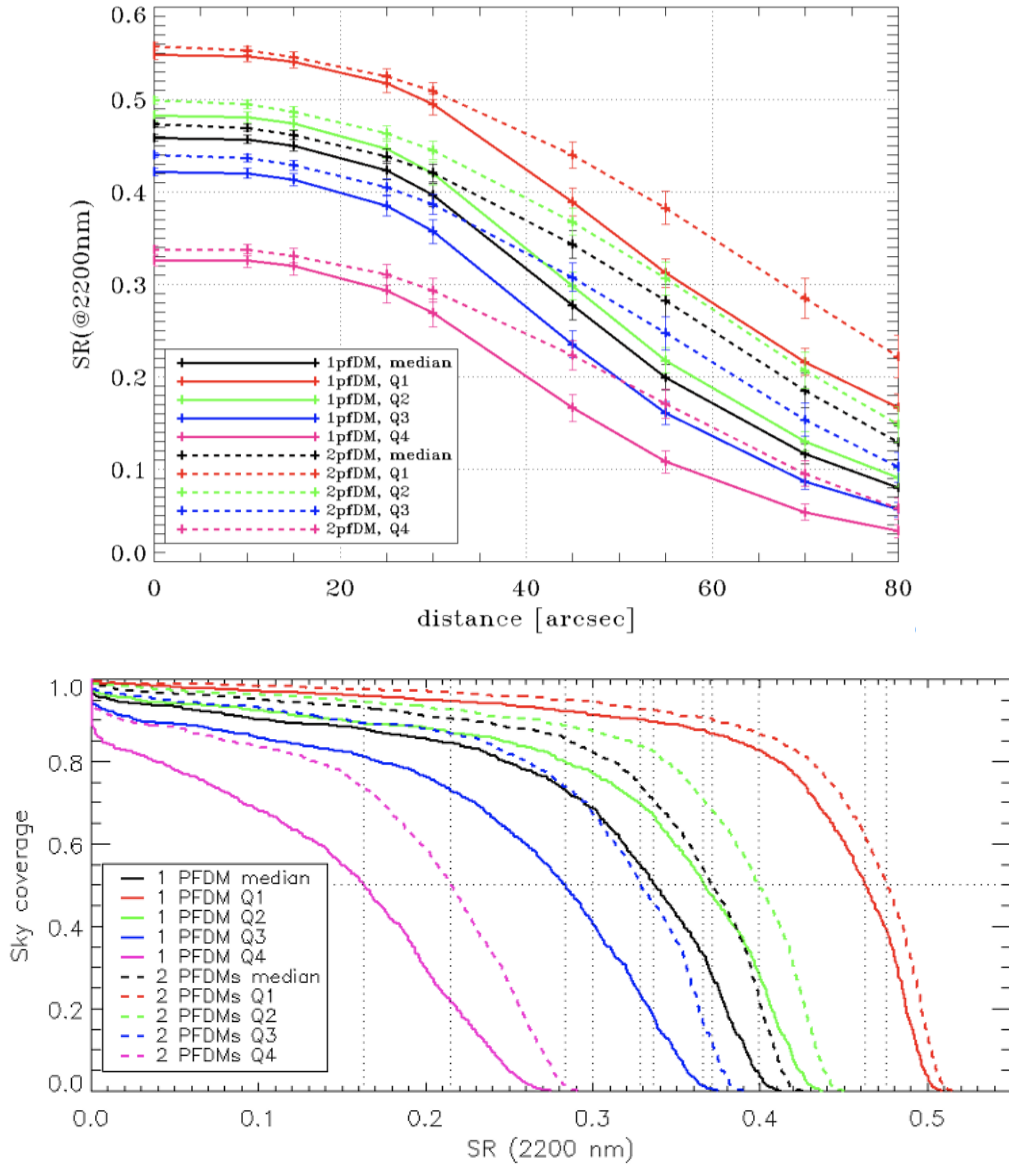 0.6
0.5
0.4
0.3
0.2
0.1
0.0
SR(@2200nm)
1pfDM, median
1pfDM, Q1
1pfDM, Q2
1pfDM, Q3
1pfDM, Q4
2pfDM, median
2pfDM, Q1
2pfDM, Q2
2pfDM, Q3
2pfDM, Q4
0 20 40 60 80
distance [arcsec]
1.0
0.8
0.6
0.4
0.2
0.0
Sky coverage
1 PFDM median
1 PFDM Q1
1 PFDM Q2
1 PFDM Q3
1 PFDM Q4
2 PFDMs median
2 PFDMs Q1
2 PFDMs Q2
2 PFDMs Q3
2 PFDMs Q4
0.0 0.1 0.2 0.3 0.4 0.5
SR (2200 nm)